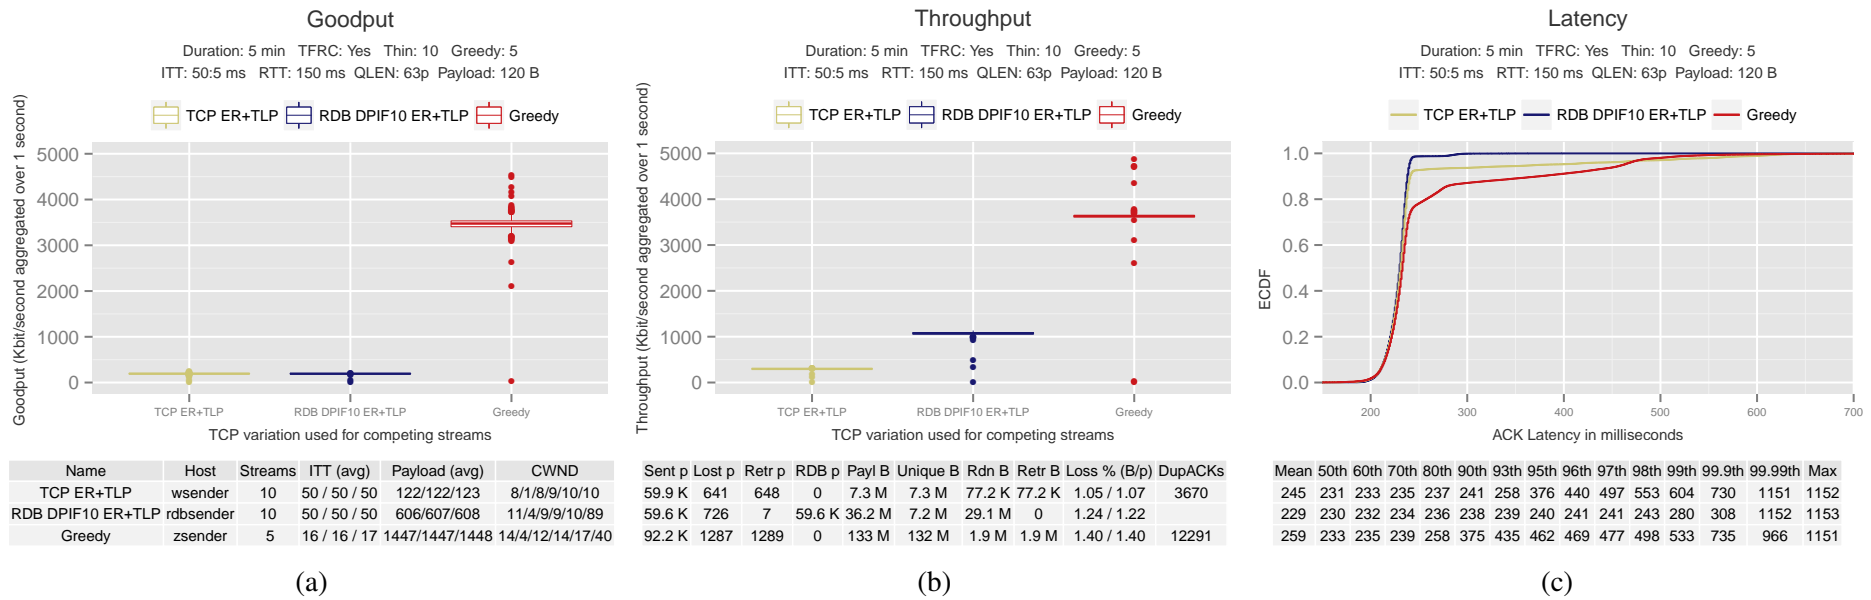 Goodput
Duration: 5 min TFRC: Yes Thin: 10 Greedy: 5
ITT: 50:5 ms RTT: 150 ms QLEN: 63p Payload: 120 B
TCP ER+TLP RDB DPIF10 ER+TLP Greedy
Goodput (Kbit/second aggregated over 1 second)
5000
4000
3000
2000
1000
0
TCP ER+TLP RDB DPIF10 ER+TLP Greedy
TCP variation used for competing streams
Name Host Streams ITT (avg) Payload (avg) CWND
TCP ER+TLP wsender 10 50 / 50 / 50 122/122/123 8/1/8/9/10/10
RDB DPIF10 ER+TLP rdbsender 10 50 / 50 / 50 606/607/608 11/4/9/9/10/89
Greedy zsender 5 16 / 16 / 17 1447/1447/1448 14/4/12/14/17/40
(a)
Throughput
Duration: 5 min TFRC: Yes Thin: 10 Greedy: 5
ITT: 50:5 ms RTT: 150 ms QLEN: 63p Payload: 120 B
TCP ER+TLP RDB DPIF10 ER+TLP Greedy
Throughput (Kbit/second aggregated over 1 second)
5000
4000
3000
2000
1000
0
TCP ER+TLP RDB DPIF10 ER+TLP Greedy
TCP variation used for competing streams
Sent p Lost p Retr p RDB p Payl B Unique B Rdn B Retr B Loss % (B/p) DupACKs
59.9 K 641 648 0 7.3 M 7.3 M 77.2 K 77.2 K 1.05 / 1.07 3670
59.6 K 726 7 59.6 K 36.2 M 7.2 M 29.1 M 0 1.24 / 1.22
92.2 K 1287 1289 0 133 M 132 M 1.9 M 1.9 M 1.40 / 1.40 12291
(b)
Latency
Duration: 5 min TFRC: Yes Thin: 10 Greedy: 5
ITT: 50:5 ms RTT: 150 ms QLEN: 63p Payload: 120 B
TCP ER+TLP RDB DPIF10 ER+TLP Greedy
ECDF
1.0
0.8
0.6
0.4
0.2
0.0
200 300 400 500 600 700
ACK Latency in milliseconds
Mean 50th 60th 70th 80th 90th 93th 95th 96th 97th 98th 99th 99.9th 99.99th Max
245 231 233 235 237 241 258 376 440 497 553 604 730 1151 1152
229 230 232 234 236 238 239 240 241 241 243 280 308 1152 1153
259 233 235 239 258 375 435 462 469 477 498 533 735 966 1151
(c)